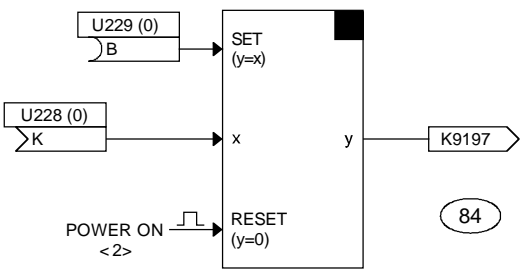 U229 (0)
B
SET
(y=x)
U228 (0)
K
x
y
K9197
POWER ON
<2>
RESET
(y=0)
84